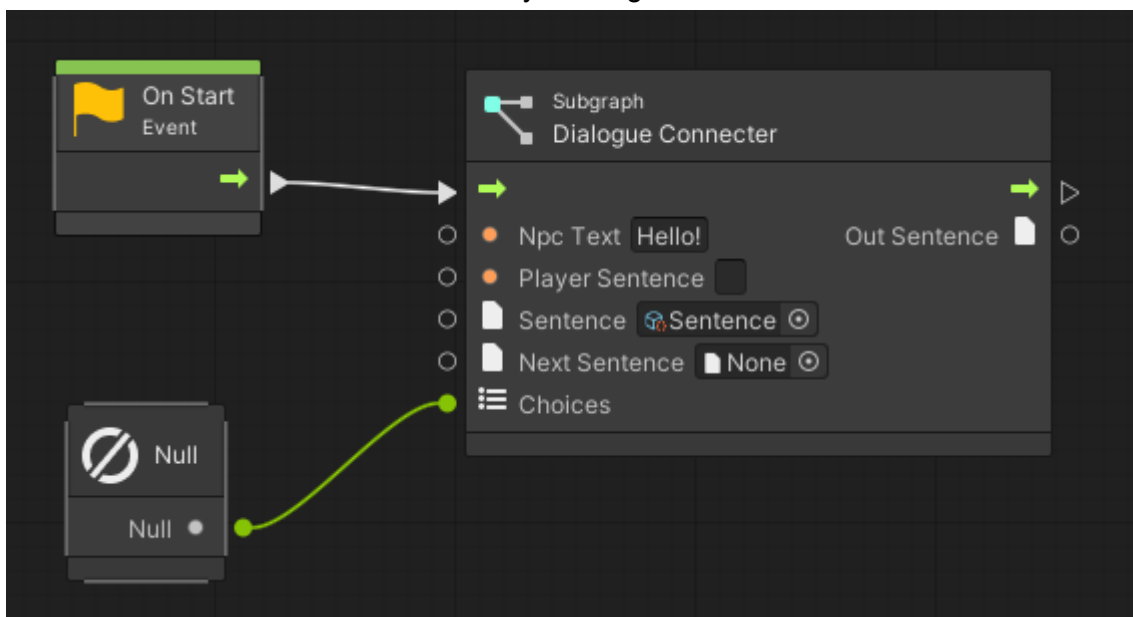 On Start
Event
Subgraph
Dialogue Connecter
Npc Text Hello! Out Sentence
Player Sentence
Sentence Sentence
Next Sentence None
Choices
Null
Null